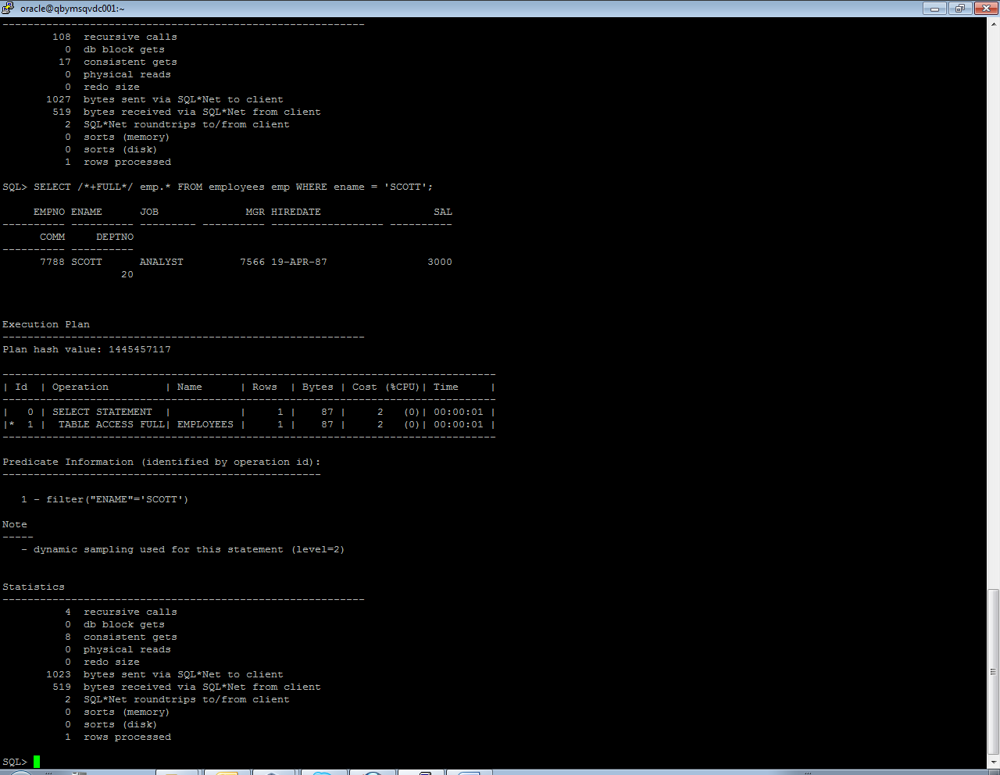 oracle@qbymsqvdc001:~
----------------------------------------------------------
        108  recursive calls
          0  db block gets
         17  consistent gets
          0  physical reads
          0  redo size
       1027  bytes sent via SQL*Net to client
        519  bytes received via SQL*Net from client
          2  SQL*Net roundtrips to/from client
          0  sorts (memory)
          0  sorts (disk)
          1  rows processed
SQL> SELECT /*+FULL*/ emp.* FROM employees emp WHERE ename = 'SCOTT';
     EMPNO ENAME      JOB              MGR HIREDATE                  SAL
---------- ---------- --------- ---------- ------------------ ----------
      COMM     DEPTNO
---------- ----------
      7788 SCOTT      ANALYST         7566 19-APR-87                3000
                   20
Execution Plan
----------------------------------------------------------
Plan hash value: 1445457117
-------------------------------------------------------------------------------
| Id  | Operation         | Name      | Rows  | Bytes | Cost (%CPU)| Time     |
-------------------------------------------------------------------------------
|   0 | SELECT STATEMENT  |           |     1 |    87 |     2   (0)| 00:00:01 |
|*  1 |  TABLE ACCESS FULL| EMPLOYEES |     1 |    87 |     2   (0)| 00:00:01 |
-------------------------------------------------------------------------------
Predicate Information (identified by operation id):
---------------------------------------------------
   1 - filter("ENAME"='SCOTT')
Note
-----
   - dynamic sampling used for this statement (level=2)
Statistics
----------------------------------------------------------
          4  recursive calls
          0  db block gets
          8  consistent gets
          0  physical reads
          0  redo size
       1023  bytes sent via SQL*Net to client
        519  bytes received via SQL*Net from client
          2  SQL*Net roundtrips to/from client
          0  sorts (memory)
          0  sorts (disk)
          1  rows processed
SQL>